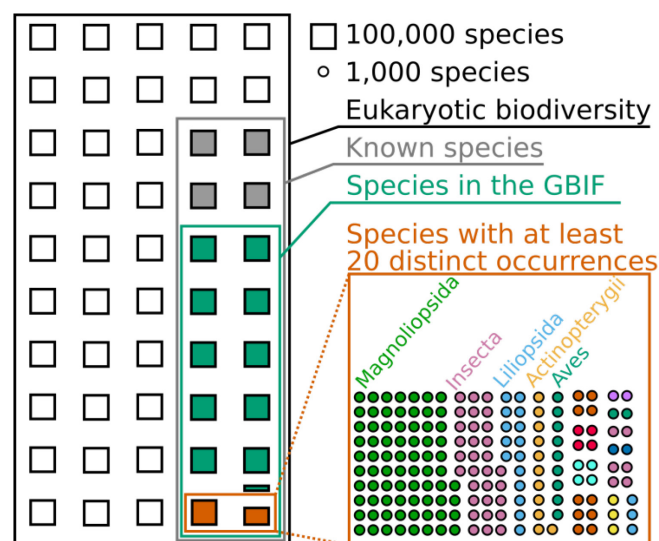 100,000 species
1,000 species
Eukaryotic biodiversity
Known species
Species in the GBIF
Species with at least
20 distinct occurrences
Magnoliopsida
Insecta
Liliopsida
Actinopterygii
Aves